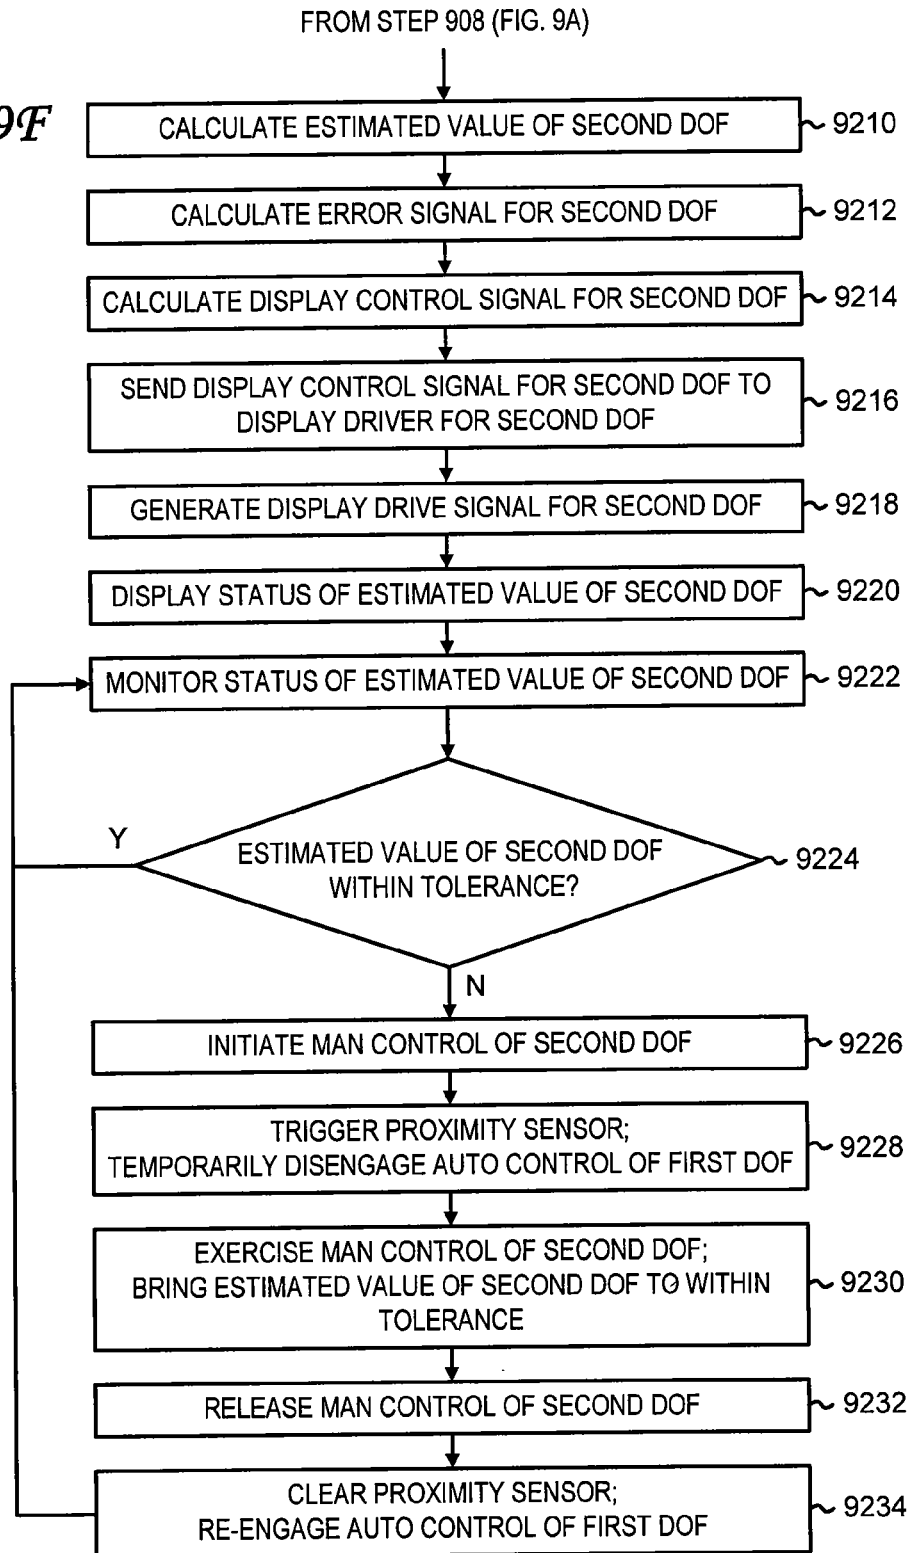 FROM STEP 908 (FIG. 9A)
9F
CALCULATE ESTIMATED VALUE OF SECOND DOF
9210
CALCULATE ERROR SIGNAL FOR SECOND DOF
9212
CALCULATE DISPLAY CONTROL SIGNAL FOR SECOND DOF
9214
SEND DISPLAY CONTROL SIGNAL FOR SECOND DOF TO
DISPLAY DRIVER FOR SECOND DOF
9216
GENERATE DISPLAY DRIVE SIGNAL FOR SECOND DOF
9218
DISPLAY STATUS OF ESTIMATED VALUE OF SECOND DOF
9220
MONITOR STATUS OF ESTIMATED VALUE OF SECOND DOF
9222
Y
ESTIMATED VALUE OF SECOND DOF
WITHIN TOLERANCE?
9224
N
INITIATE MAN CONTROL OF SECOND DOF
9226
TRIGGER PROXIMITY SENSOR;
TEMPORARILY DISENGAGE AUTO CONTROL OF FIRST DOF
9228
EXERCISE MAN CONTROL OF SECOND DOF;
BRING ESTIMATED VALUE OF SECOND DOF TO WITHIN
TOLERANCE
9230
RELEASE MAN CONTROL OF SECOND DOF
9232
CLEAR PROXIMITY SENSOR;
RE-ENGAGE AUTO CONTROL OF FIRST DOF
9234